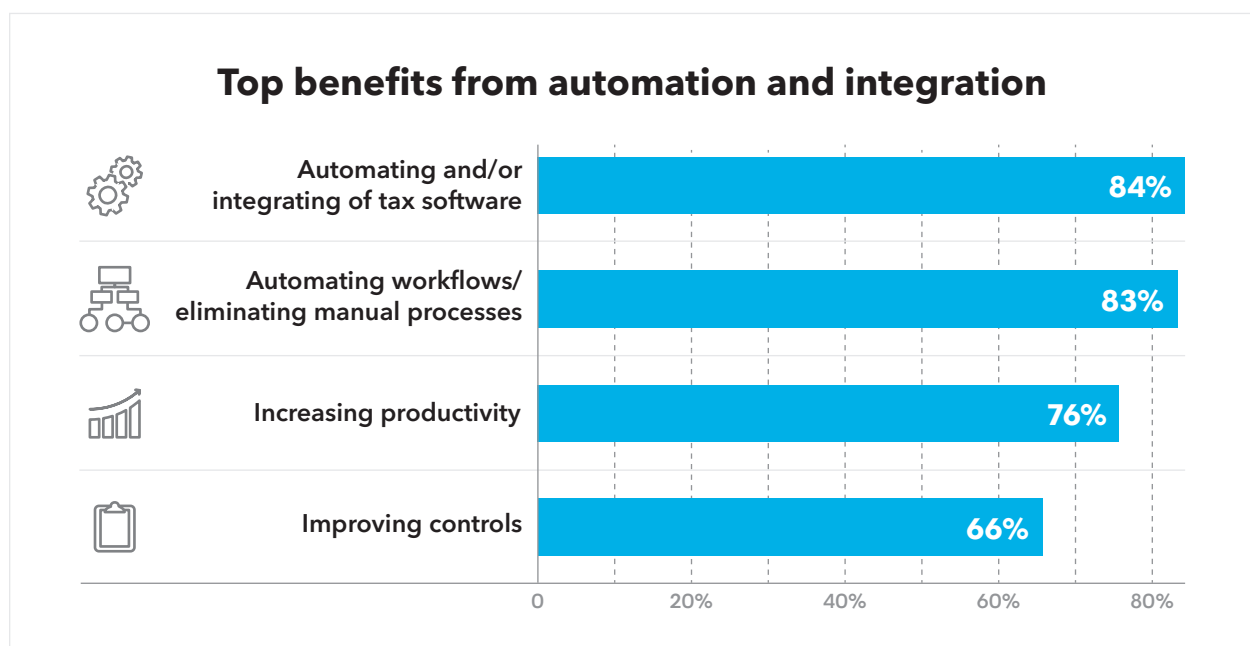 Top benefits from automation and integration
Automating and/or
integrating of tax software
84%
Automating workflows/
eliminating manual processes
83%
Increasing productivity
76%
Improving controls
66%
0 20% 40% 60% 80%